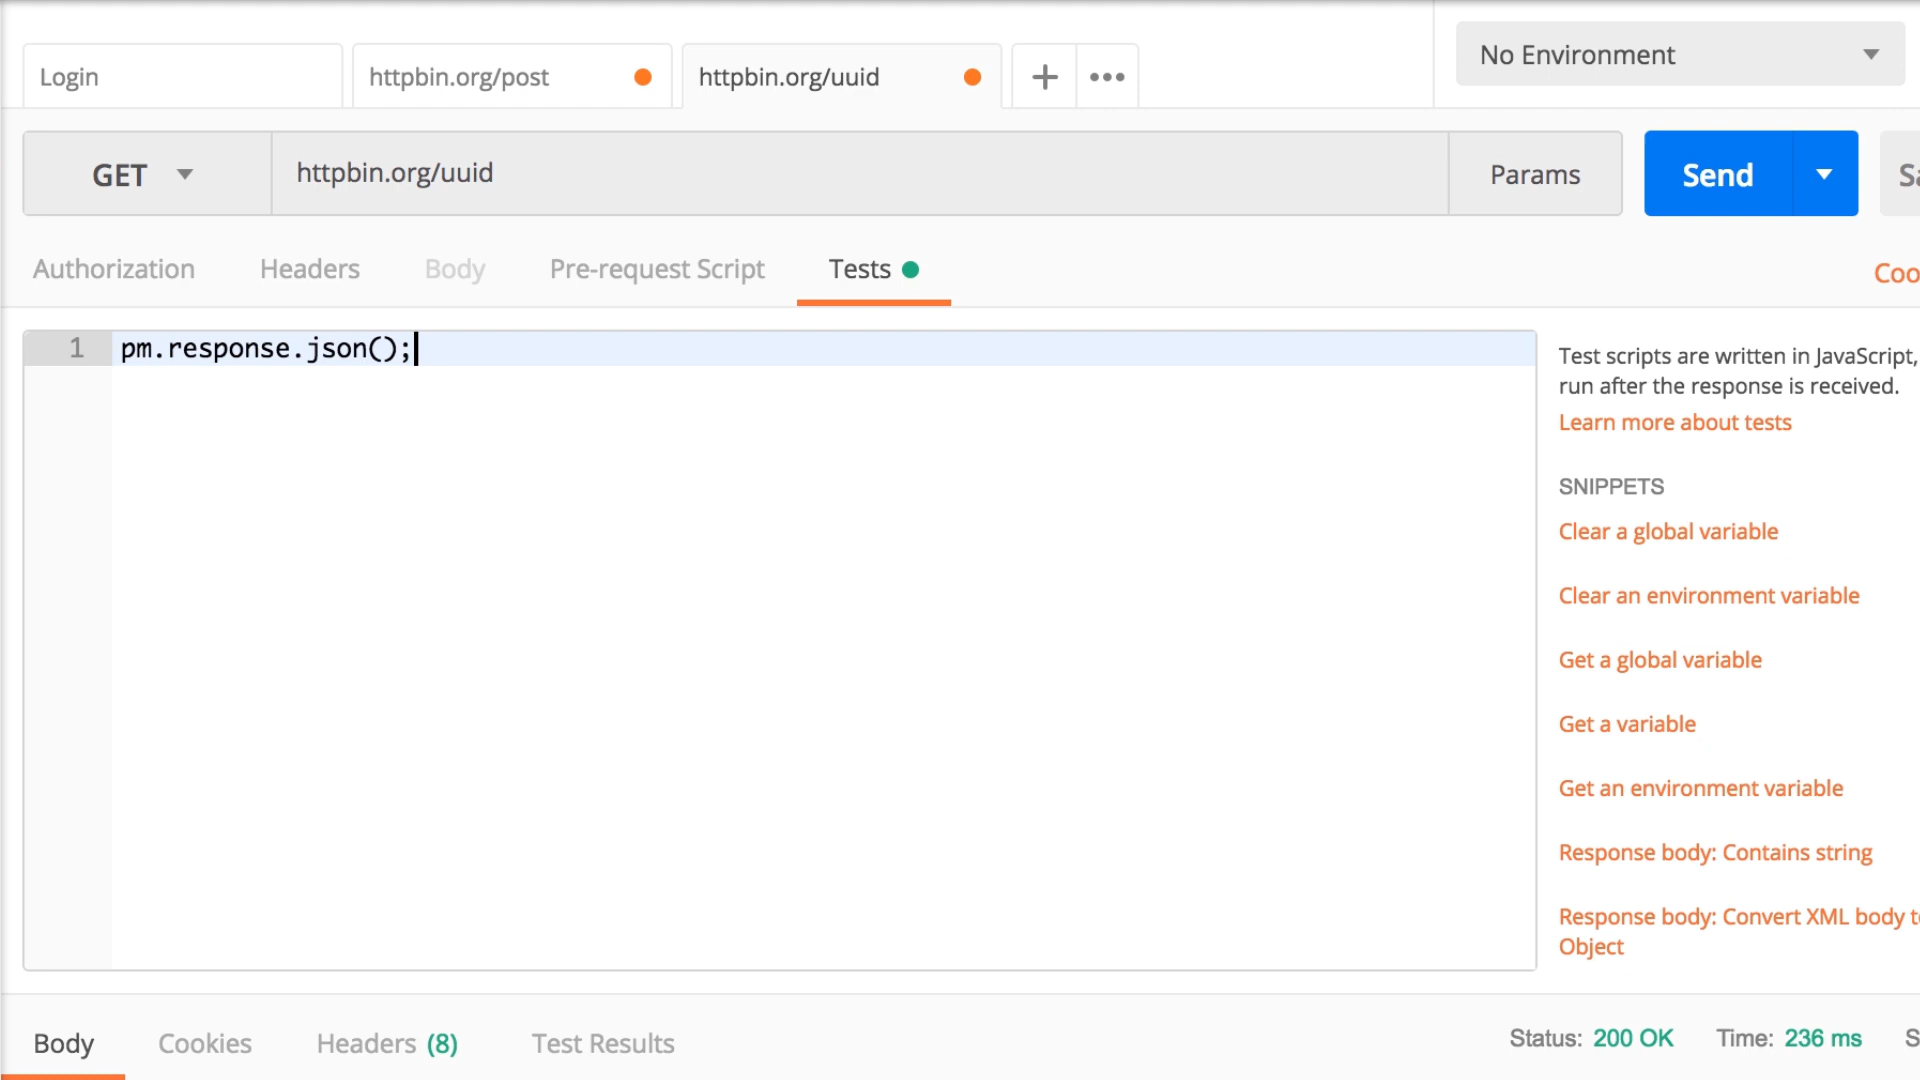 Login
httpbin.org/post
httpbin.org/uuid
No Environment
GET
httpbin.org/uuid
Params
Send
Sa
Authorization
Headers
Body
Pre-request Script
Tests
Coo
1
pm.response.json();
Test scripts are written in JavaScript,
run after the response is received.
Learn more about tests
SNIPPETS
Clear a global variable
Clear an environment variable
Get a global variable
Get a variable
Get an environment variable
Response body: Contains string
Response body: Convert XML body to
Object
Body
Cookies
Headers (8)
Test Results
Status: 200 OK
Time: 236 ms
S